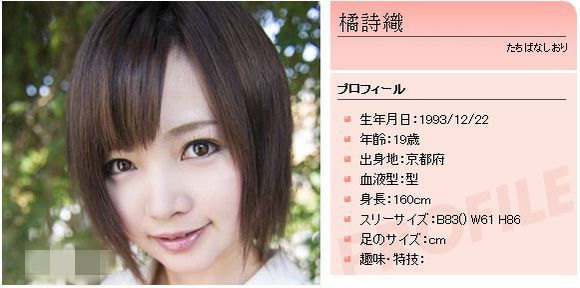 橘詩織
たちばなしおり
プロフィール
生年月日：1993/12/22
年齢：19歳
出身地：京都府
血液型：型
身長：160cm
スリーサイズ：B83() W61 H86
足のサイズ：cm
趣味・特技：
PROFILE